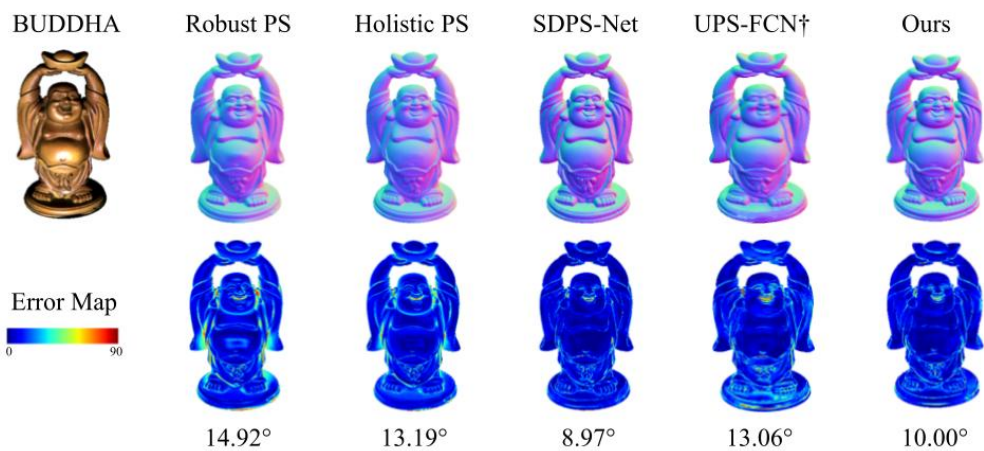 BUDDHA Robust PS Holistic PS SDPS-Net UPS-FCN† Ours
Error Map
0 90
14.92° 13.19° 8.97° 13.06° 10.00°